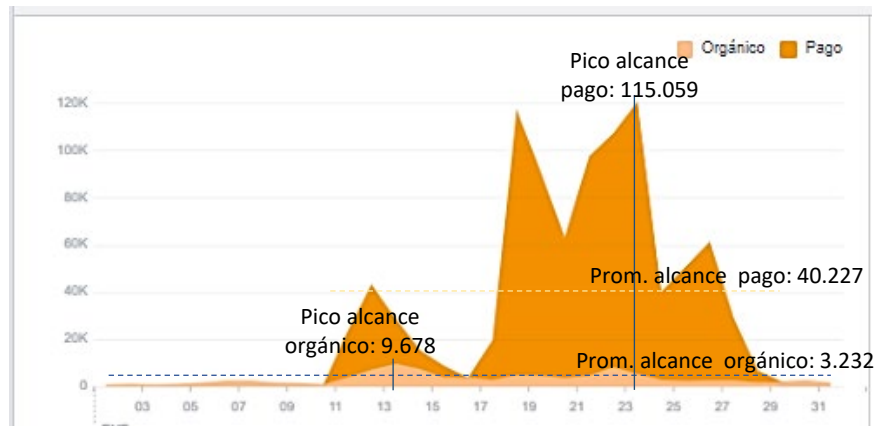 Orgánico Pago
Pico alcance
pago: 115.059
120K
100K
80K
60K
Prom. alcance pago: 40.227
40K
Pico alcance
orgánico: 9.678
20K
Prom. alcance orgánico: 3.232
0
03 05 07 09 11 13 15 17 19 21 23 25 27 29 31